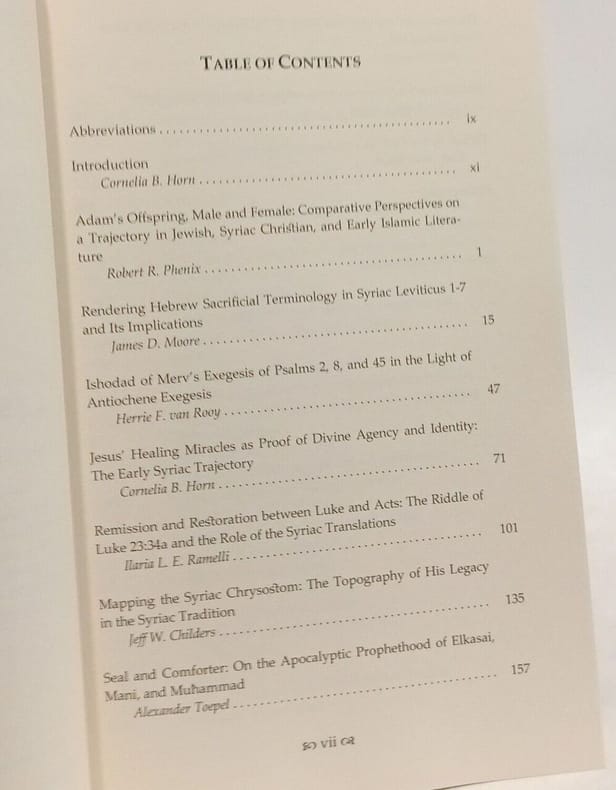 TABLE OF CONTENTS
Abbreviations . . . . . . . . . . . . . . . . . . . . . . . . . . . . . . . . . . . . . . . . . . . . ix
Introduction
Cornelia B. Horn . . . . . . . . . . . . . . . . . . . . . . . . . . . . . . . . . . . . . . . xi
Adam's Offspring, Male and Female: Comparative Perspectives on
a Trajectory in Jewish, Syriac Christian, and Early Islamic Litera-
ture
Robert R. Phenix . . . . . . . . . . . . . . . . . . . . . . . . . . . . . . . . . . . . . . . 1
Rendering Hebrew Sacrificial Terminology in Syriac Leviticus 1-7
and Its Implications
James D. Moore . . . . . . . . . . . . . . . . . . . . . . . . . . . . . . . . . . . . . . . . 15
Ishodad of Merv's Exegesis of Psalms 2, 8, and 45 in the Light of
Antiochene Exegesis
Herrie F. van Rooy . . . . . . . . . . . . . . . . . . . . . . . . . . . . . . . . . . . . . 47
Jesus' Healing Miracles as Proof of Divine Agency and Identity:
The Early Syriac Trajectory
Cornelia B. Horn . . . . . . . . . . . . . . . . . . . . . . . . . . . . . . . . . . . . . . . 71
Remission and Restoration between Luke and Acts: The Riddle of
Luke 23:34a and the Role of the Syriac Translations
Ilaria L. E. Ramelli . . . . . . . . . . . . . . . . . . . . . . . . . . . . . . . . . . . . . 101
Mapping the Syriac Chrysostom: The Topography of His Legacy
in the Syriac Tradition
Jeff W. Childers . . . . . . . . . . . . . . . . . . . . . . . . . . . . . . . . . . . . . . . . 135
Seal and Comforter: On the Apocalyptic Prophethood of Elkasai,
Mani, and Muhammad
Alexander Toepel . . . . . . . . . . . . . . . . . . . . . . . . . . . . . . . . . . . . . . . 157
vii